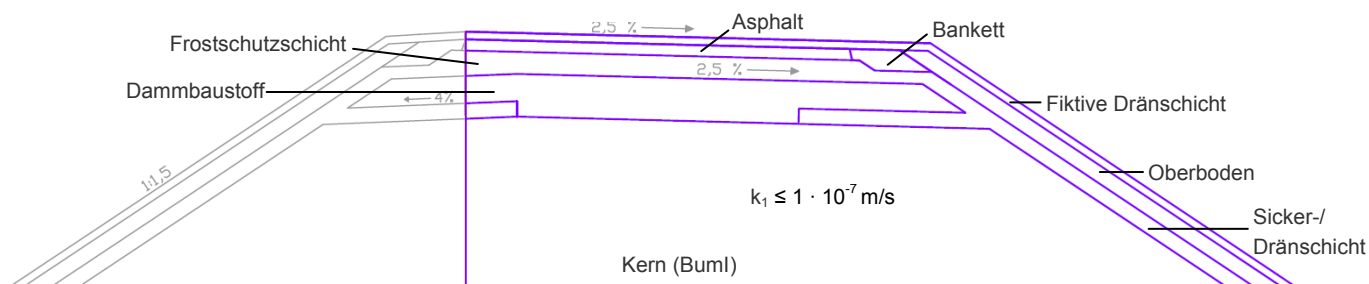 2,5 %
Asphalt
Bankett
Frostschutzschicht
2,5 %
Dammbaustoff
4%
Fiktive Dränschicht
1:1,5
Oberboden
k1 ≤ 1 · 10-7 m/s
Sicker-/
Dränschicht
Kern (BumI)